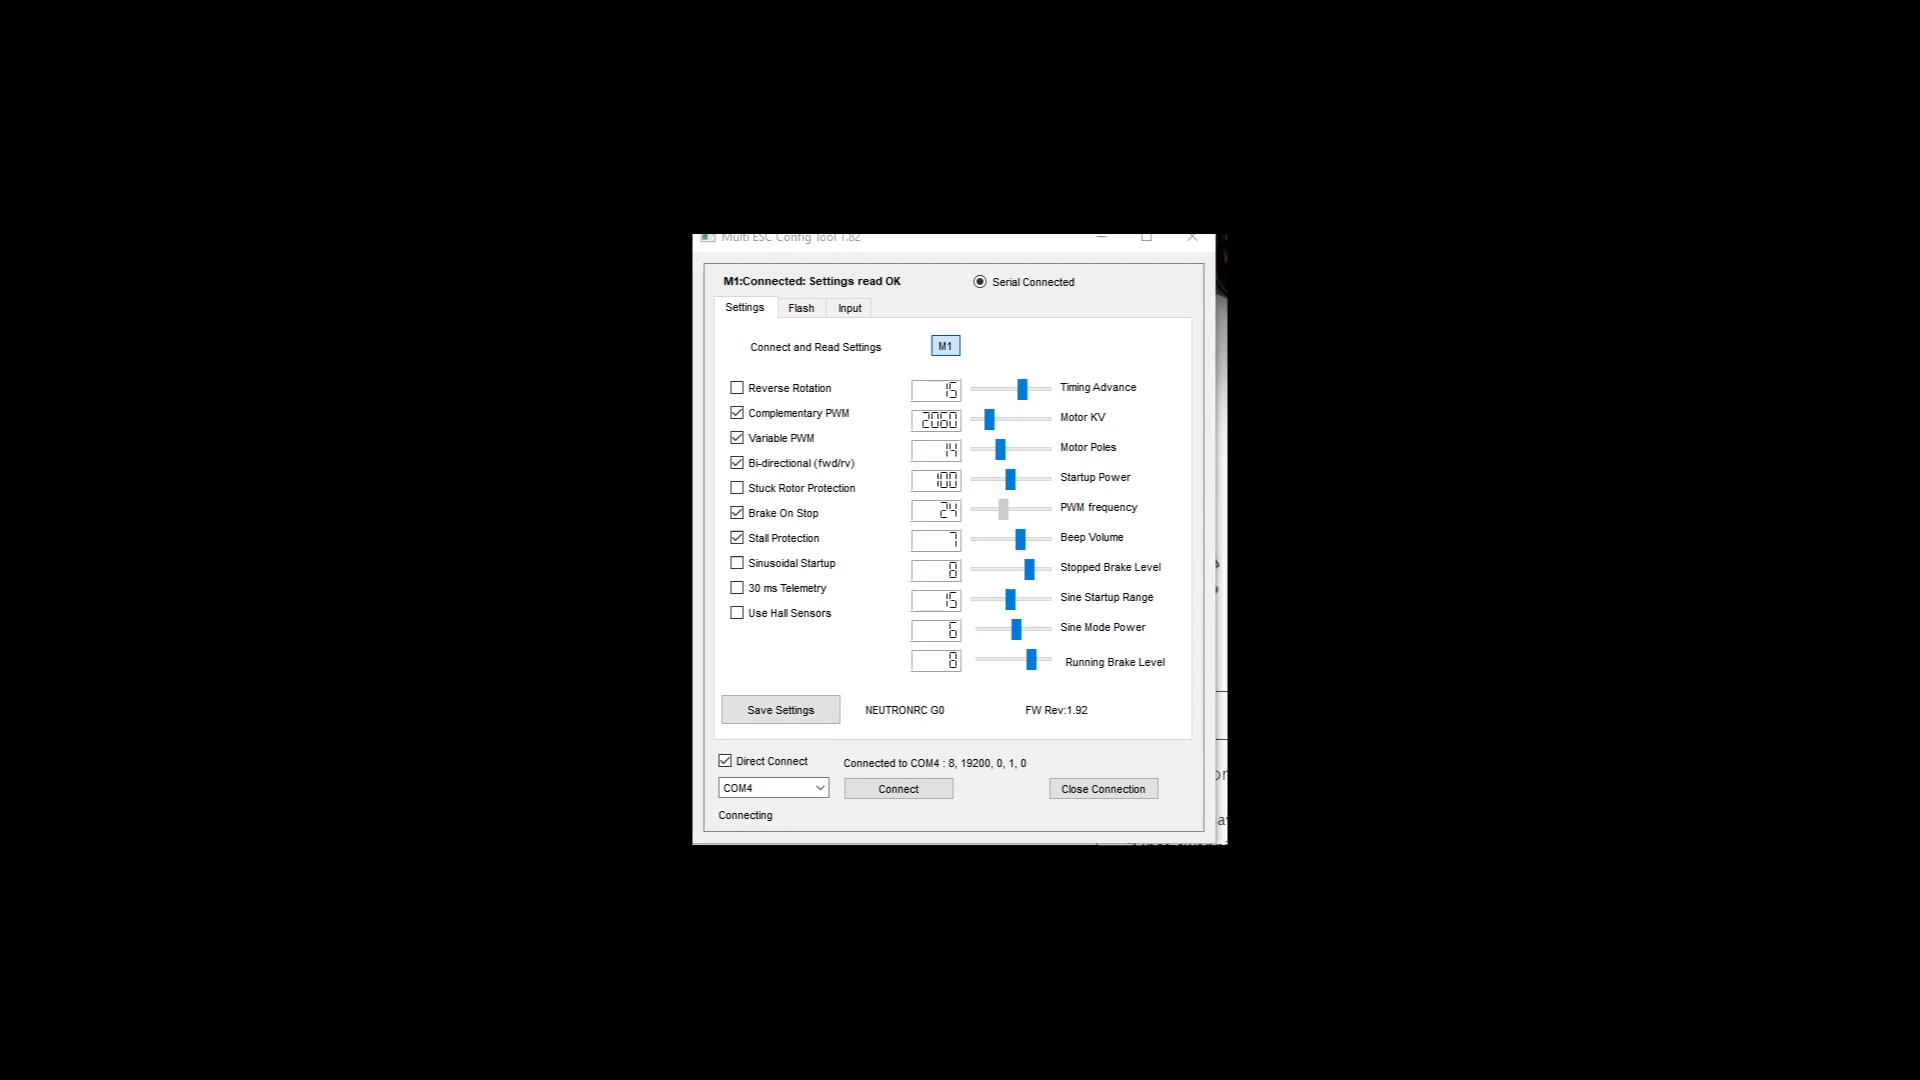 Multi ESC Config Tool 1.82
M1:Connected: Settings read OK
Serial Connected
Settings Flash Input
Connect and Read Settings M1
Reverse Rotation 15 Timing Advance
Complementary PWM 2060 Motor KV
Variable PWM 14 Motor Poles
Bi-directional (fwd/rv) 100 Startup Power
Stuck Rotor Protection 24 PWM frequency
Brake On Stop 7 Beep Volume
Stall Protection 8 Stopped Brake Level
Sinusoidal Startup 15 Sine Startup Range
30 ms Telemetry 6 Sine Mode Power
Use Hall Sensors 8 Running Brake Level
Save Settings NEUTRONRC G0 FW Rev:1.92
Direct Connect Connected to COM4 : 8, 19200, 0, 1, 0
COM4 Connect Close Connection
Connecting